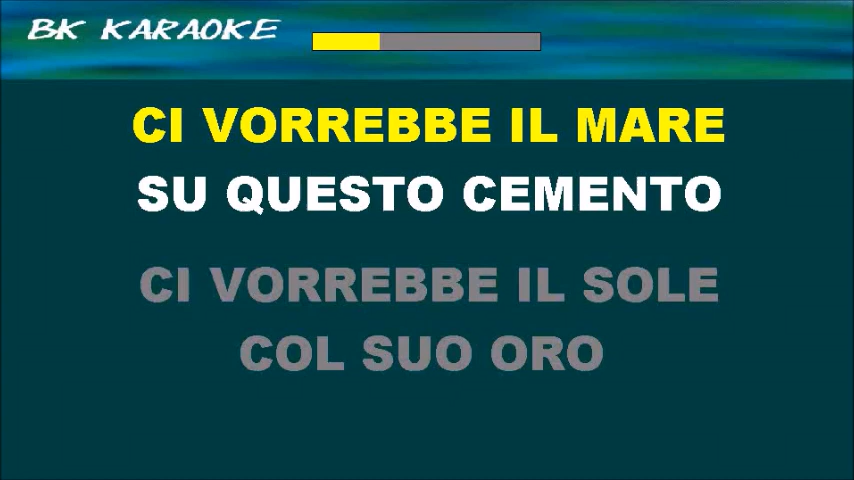 BK KARAOKE
CI VORREBBE IL MARE
SU QUESTO CEMENTO
CI VORREBBE IL SOLE
COL SUO ORO